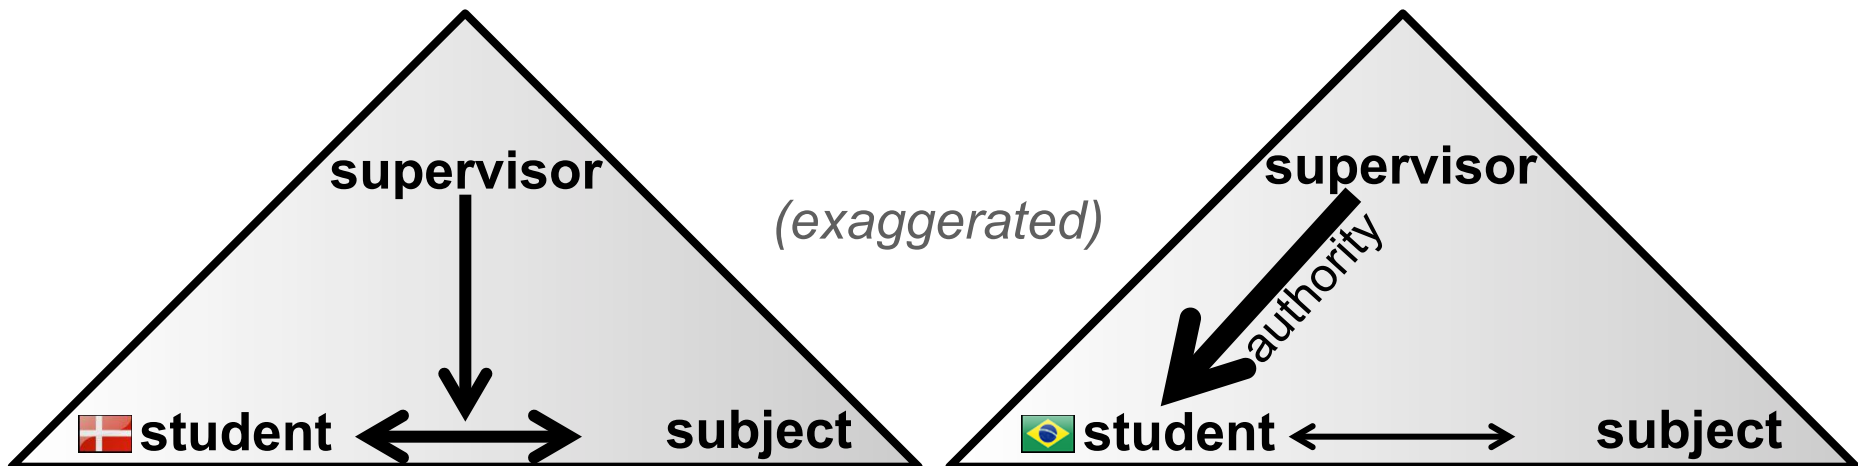 supervisor
student
subject
(exaggerated)
supervisor
authority
student
subject